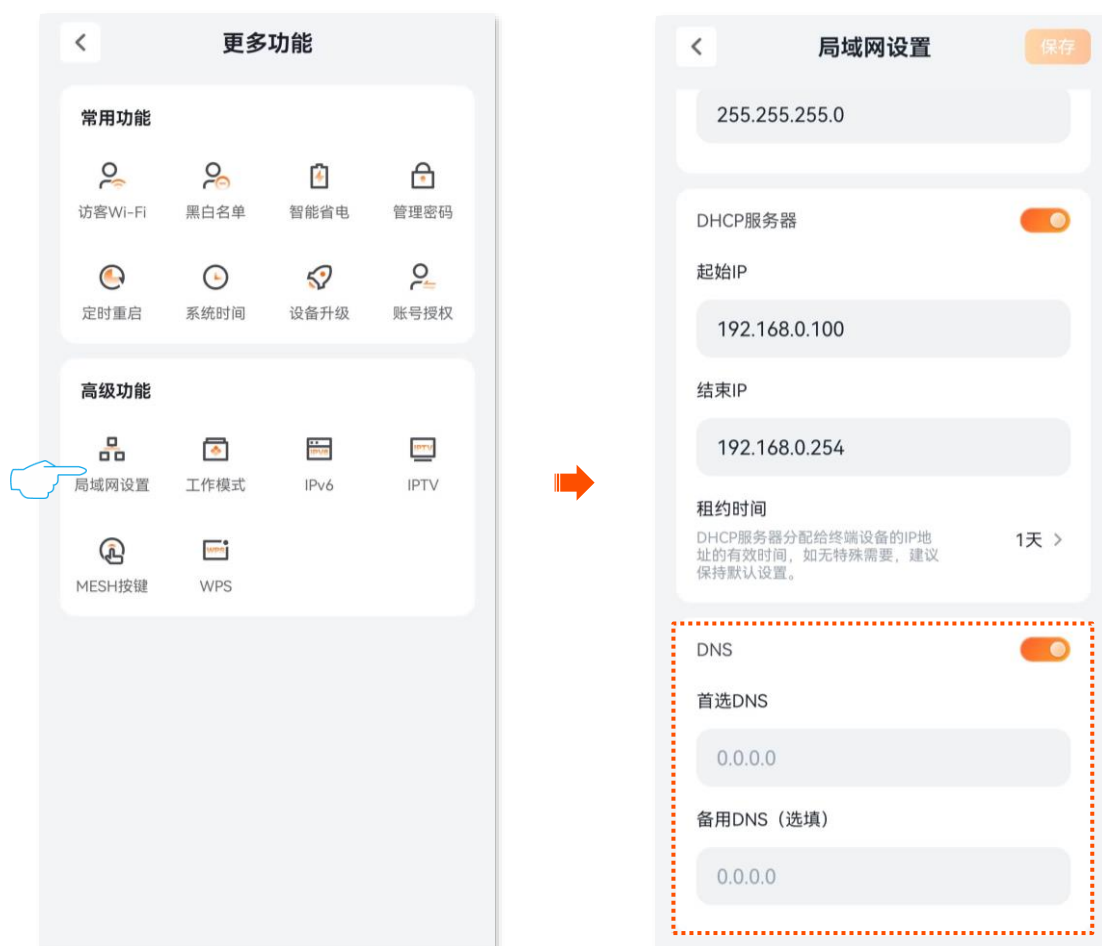 更多功能
常用功能
访客Wi-Fi
黑白名单
智能省电
管理密码
定时重启
系统时间
设备升级
账号授权
高级功能
局域网设置
工作模式
IPv6
IPTV
IPTV
MESH按键
WPS
WPS
局域网设置
保存
255.255.255.0
DHCP服务器
起始IP
192.168.0.100
结束IP
192.168.0.254
租约时间
DHCP服务器分配给终端设备的IP地
址的有效时间，如无特殊需要，建议
保持默认设置。
1天
DNS
首选DNS
0.0.0.0
备用DNS（选填）
0.0.0.0